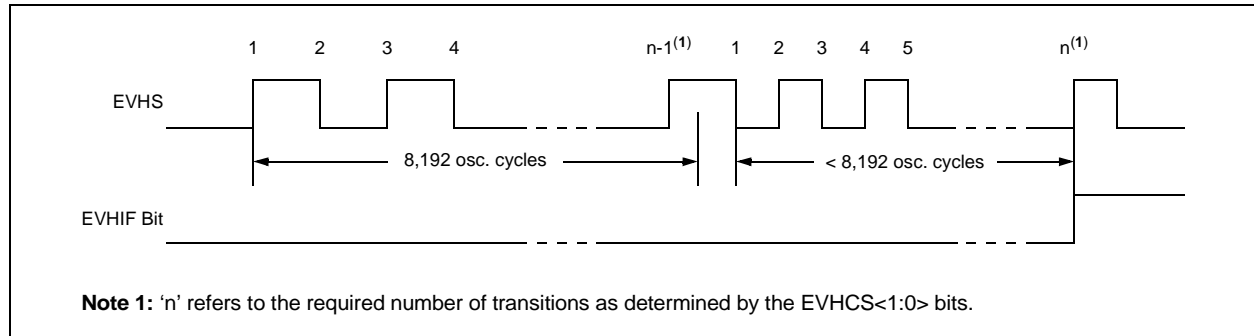 1 2 3 4 n-1(1) 1 2 3 4 5 n(1)
EVHS
8,192 osc. cycles < 8,192 osc. cycles
EVHIF Bit
Note 1: ‘n’ refers to the required number of transitions as determined by the EVHCS<1:0> bits.